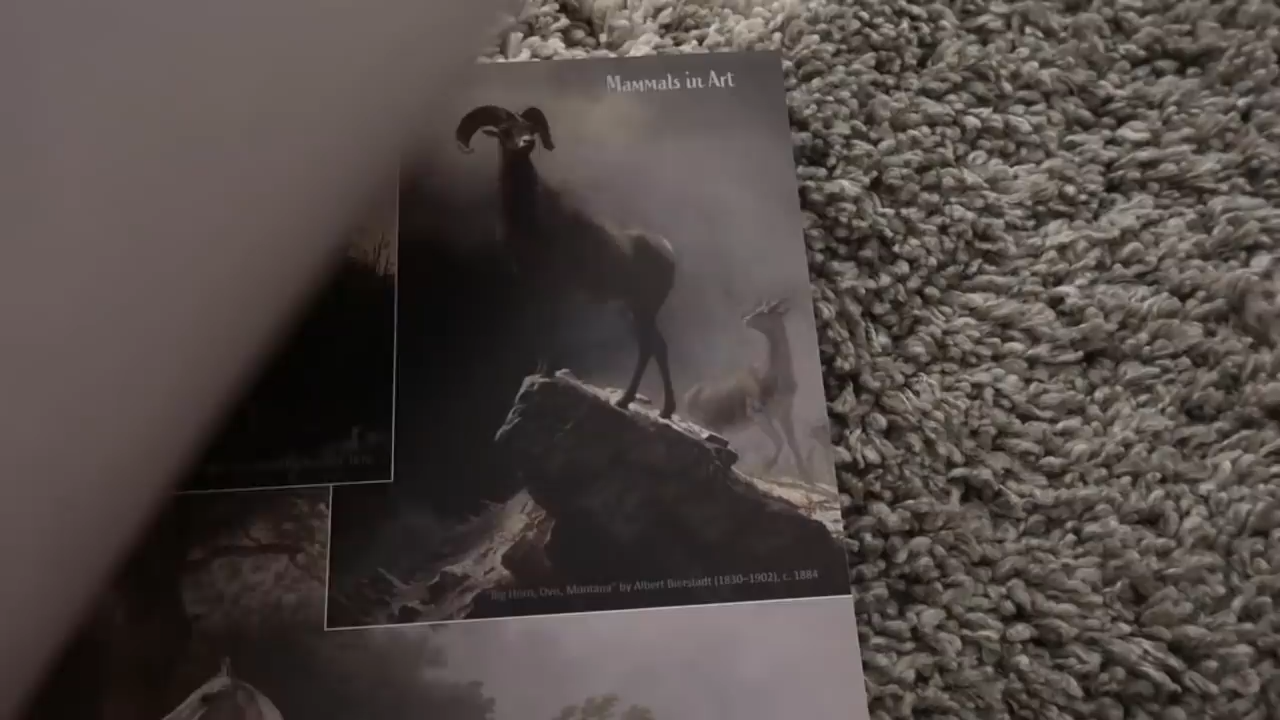 Mammals in Art
Big Horn, Ovis, Montana" by Albert Bierstadt (1830–1902), c. 1884